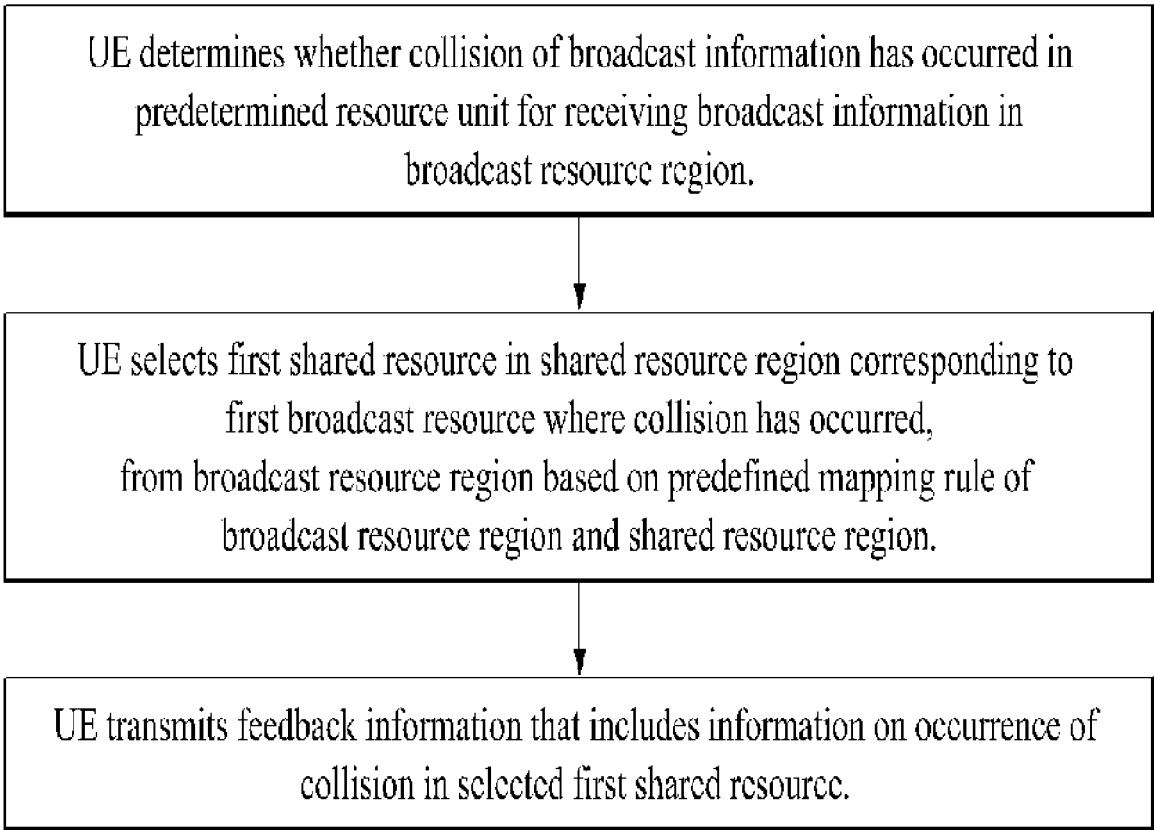 UE determines whether collision of broadcast information has occurred in
predetermined resource unit for receiving broadcast information in
broadcast resource region.
UE selects first shared resource in shared resource region corresponding to
first broadcast resource where collision has occurred,
from broadcast resource region based on predefined mapping rule of
broadcast resource region and shared resource region.
UE transmits feedback information that includes information on occurrence of
collision in selected first shared resource.